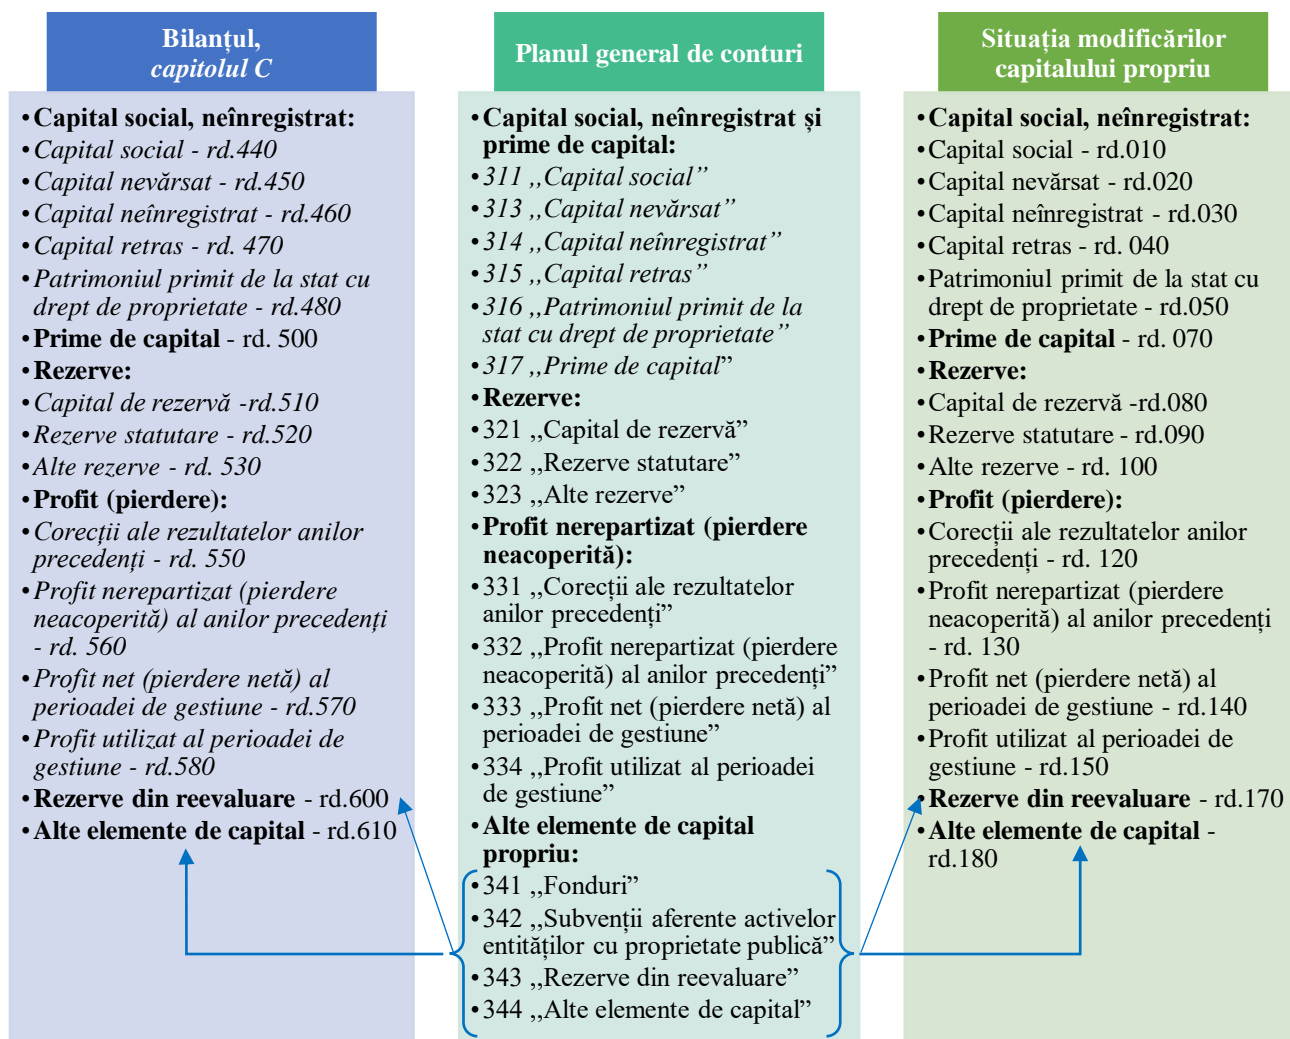 Bilanțul,
capitolul C
•Capital social, neînregistrat:
•Capital social - rd.440
•Capital nevărsat - rd.450
•Capital neînregistrat - rd.460
•Capital retras - rd. 470
•Patrimoniul primit de la stat cu
drept de proprietate - rd.480
•Prime de capital - rd. 500
•Rezerve:
•Capital de rezervă -rd.510
•Rezerve statutare - rd.520
•Alte rezerve - rd. 530
•Profit (pierdere):
•Corecții ale rezultatelor anilor
precedenți - rd. 550
•Profit nerepartizat (pierdere
neacoperită) al anilor precedenți
- rd. 560
•Profit net (pierdere netă) al
perioadei de gestiune - rd.570
•Profit utilizat al perioadei de
gestiune - rd.580
•Rezerve din reevaluare - rd.600
•Alte elemente de capital - rd.610
Planul general de conturi
•Capital social, neînregistrat și
prime de capital:
•311 ,,Capital social”
•313 ,,Capital nevărsat”
•314 ,,Capital neînregistrat”
•315 ,,Capital retras”
•316 ,,Patrimoniul primit de la
stat cu drept de proprietate”
•317 ,,Prime de capital”
•Rezerve:
•321 ,,Capital de rezervă”
•322 ,,Rezerve statutare”
•323 ,,Alte rezerve”
•Profit nerepartizat (pierdere
neacoperită):
•331 ,,Corecții ale rezultatelor
anilor precedenți”
•332 ,,Profit nerepartizat (pierdere
neacoperită) al anilor precedenți”
•333 ,,Profit net (pierdere netă) al
perioadei de gestiune”
•334 ,,Profit utilizat al perioadei
de gestiune”
•Alte elemente de capital
propriu:
•341 ,,Fonduri”
•342 ,,Subvenții aferente activelor
entităților cu proprietate publică”
•343 ,,Rezerve din reevaluare”
•344 ,,Alte elemente de capital”
Situația modificărilor
capitalului propriu
•Capital social, neînregistrat:
•Capital social - rd.010
•Capital nevărsat - rd.020
•Capital neînregistrat - rd.030
•Capital retras - rd. 040
•Patrimoniul primit de la stat cu
drept de proprietate - rd.050
•Prime de capital - rd. 070
•Rezerve:
•Capital de rezervă -rd.080
•Rezerve statutare - rd.090
•Alte rezerve - rd. 100
•Profit (pierdere):
•Corecții ale rezultatelor anilor
precedenți - rd. 120
•Profit nerepartizat (pierdere
neacoperită) al anilor precedenți
- rd. 130
•Profit net (pierdere netă) al
perioadei de gestiune - rd.140
•Profit utilizat al perioadei de
gestiune - rd.150
•Rezerve din reevaluare - rd.170
•Alte elemente de capital -
rd.180